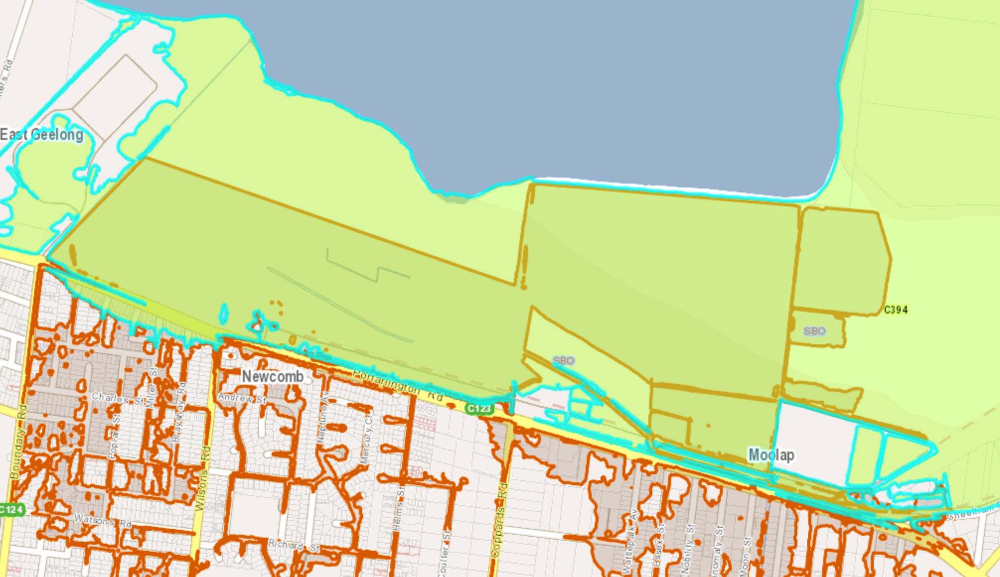 East Geelong
C394
SBO
SBO
Newcomb
Portarlington Rd
Andrew St
Charles St
Miller St
Brayshay Rd
Poplar St
Boundary Rd
Wilsons Rd
Neptune Av
Mercury Ct
C123
Moolap
C124
Watsons Rd
Richard St
Helms St
Coulter St
Coppards Rd
Wattlepark Av
Essex St
Nobility St
Anomaly St
Moon St